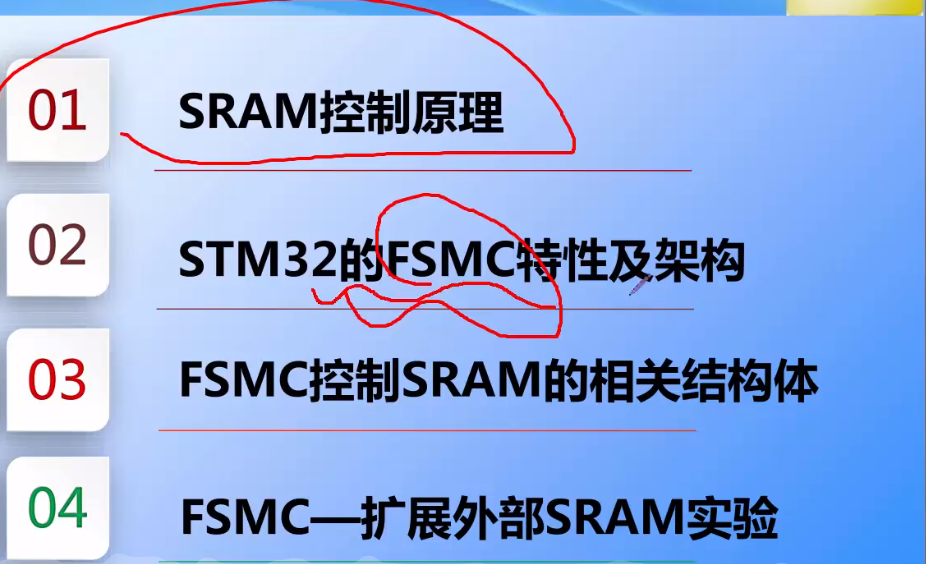 01
SRAM控制原理
02
STM32的FSMC特性及架构
03
FSMC控制SRAM的相关结构体
04
FSMC—扩展外部SRAM实验